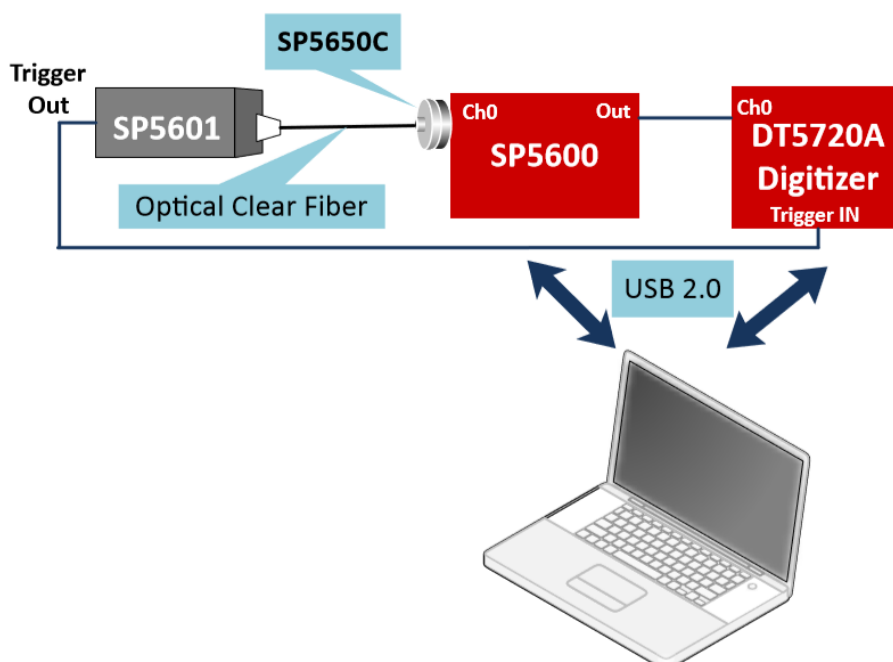 SP5650C
Trigger
Out
SP5601
Ch0
Out
SP5600
Ch0
DT5720A
Digitizer
Trigger IN
Optical Clear Fiber
USB 2.0